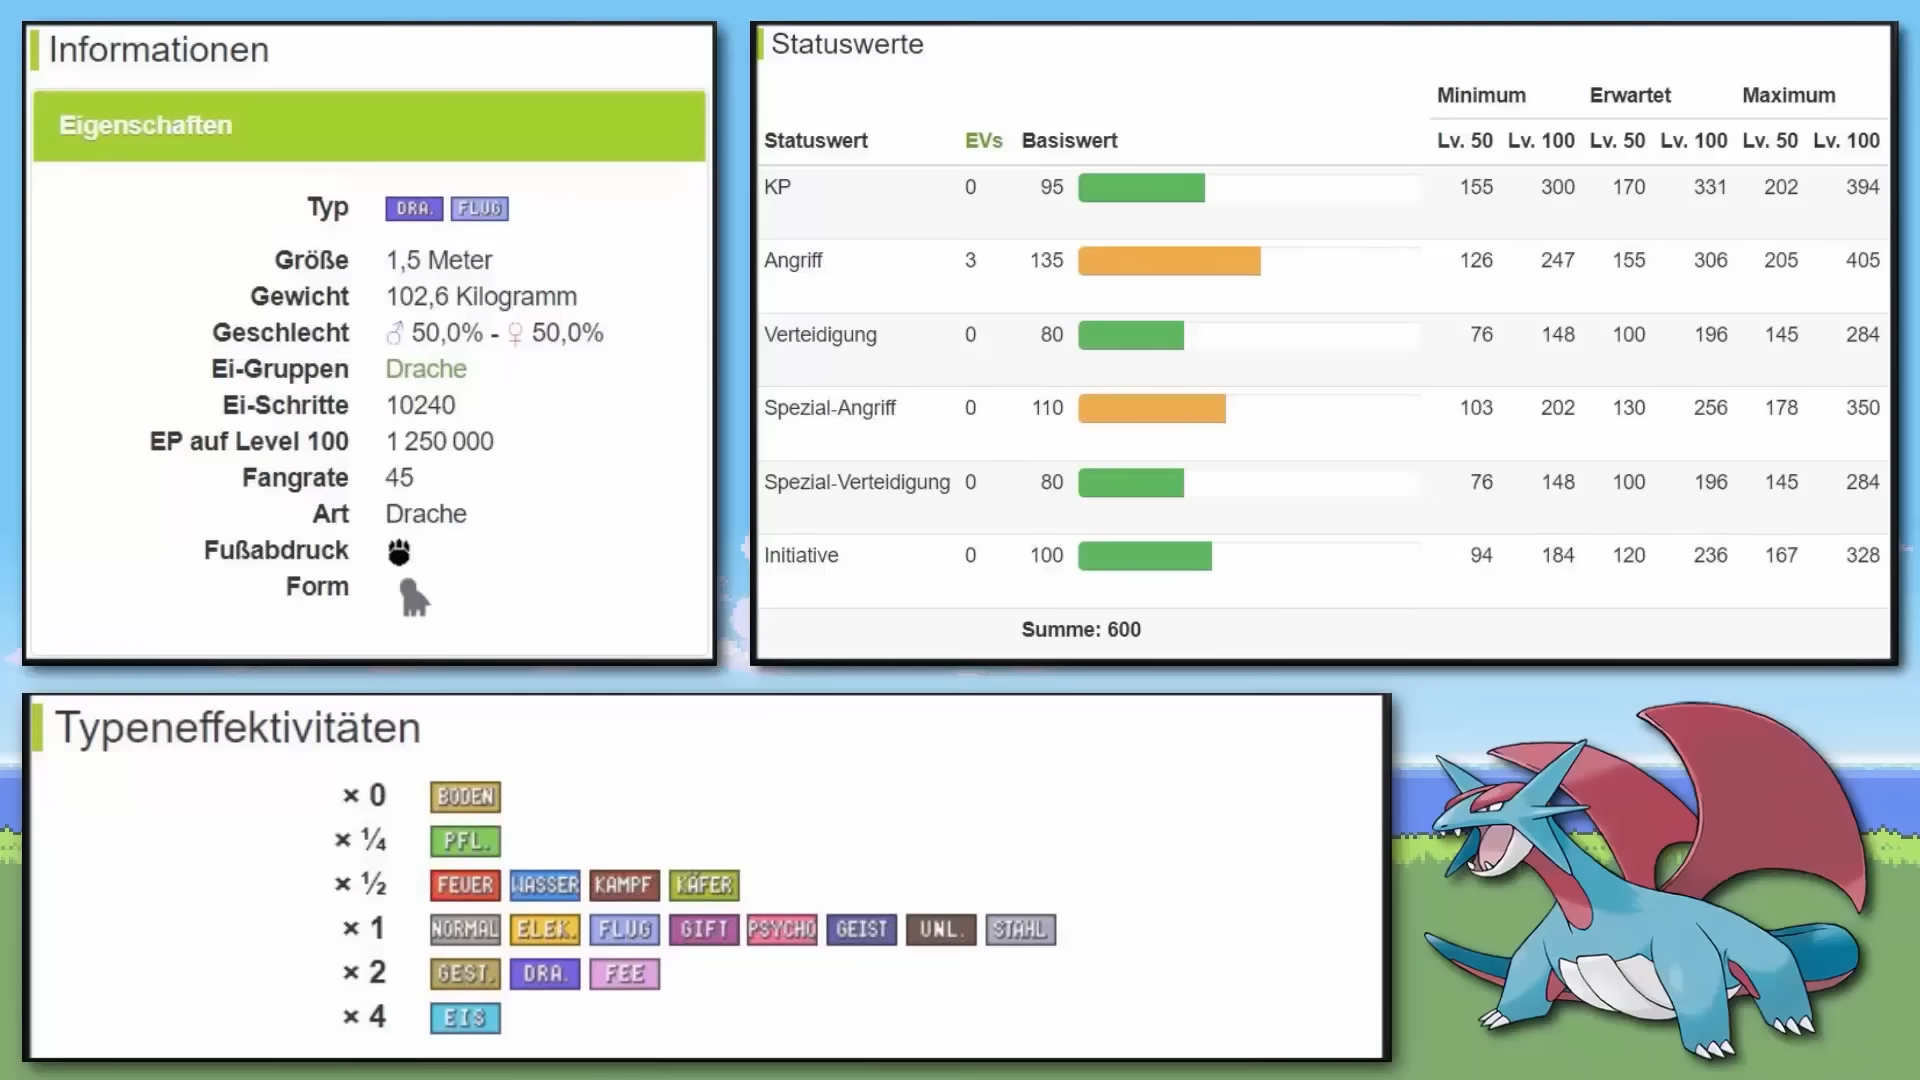 Informationen
Eigenschaften
Typ DRA. FLUG
Größe 1,5 Meter
Gewicht 102,6 Kilogramm
Geschlecht ♂ 50,0% - ♀ 50,0%
Ei-Gruppen Drache
Ei-Schritte 10240
EP auf Level 100 1 250 000
Fangrate 45
Art Drache
Fußabdruck
Form
Statuswerte
Minimum Erwartet Maximum
Statuswert EVs Basiswert Lv. 50 Lv. 100 Lv. 50 Lv. 100 Lv. 50 Lv. 100
KP 0 95 155 300 170 331 202 394
Angriff 3 135 126 247 155 306 205 405
Verteidigung 0 80 76 148 100 196 145 284
Spezial-Angriff 0 110 103 202 130 256 178 350
Spezial-Verteidigung 0 80 76 148 100 196 145 284
Initiative 0 100 94 184 120 236 167 328
Summe: 600
Typeneffektivitäten
× 0 BODEN
× ¼ PFL.
× ½ FEUER WASSER KAMPF KÄFER
× 1 NORMAL ELEK. FLUG GIFT PSYCHO GEIST UNL. STAHL
× 2 GEST. DRA. FEE
× 4 EIS